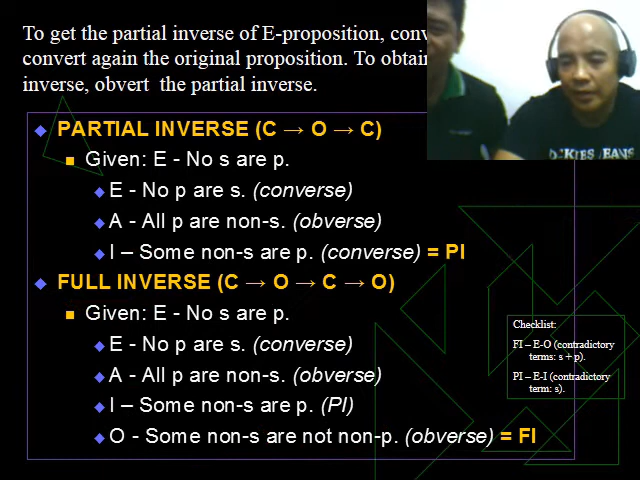 To get the partial inverse of E-proposition,
convert again the original proposition. To
inverse, obvert the partial inverse.
PARTIAL INVERSE (C → O → C)
Given: E - No s are p.
E - No p are s. (converse)
A - All p are non-s. (obverse)
I – Some non-s are p. (converse) = PI
FULL INVERSE (C → O → C → O)
Given: E - No s are p.
E - No p are s. (converse)
A - All p are non-s. (obverse)
I – Some non-s are p. (PI)
O - Some non-s are not non-p. (obverse) = FI
Checklist:
FI – E-O (contradictory
terms: s + p).
PI – E-I (contradictory
term: s).
JEANS